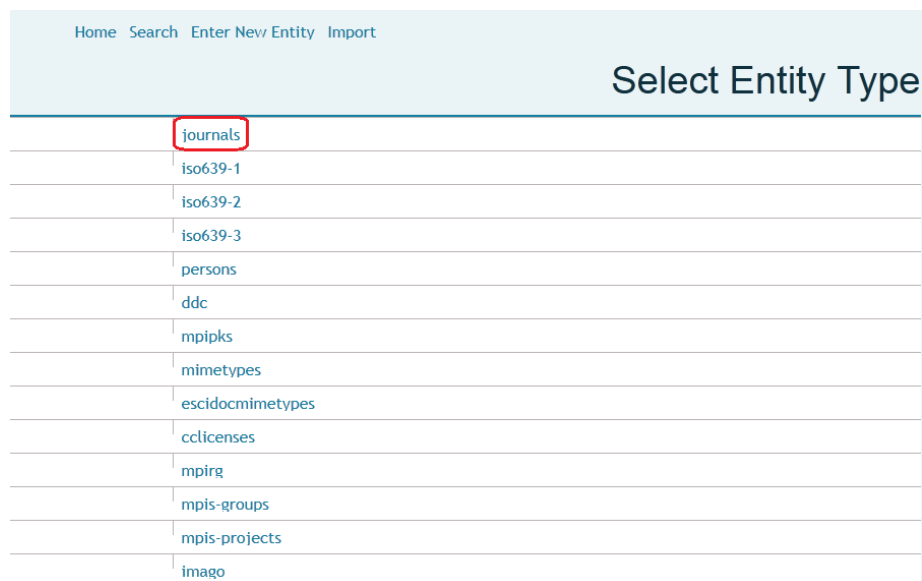 Home Search Enter New Entity Import
Select Entity Type
journals
iso639-1
iso639-2
iso639-3
persons
ddc
mpipks
mimetypes
escidocmimetypes
cclicenses
mpirg
mpis-groups
mpis-projects
imago